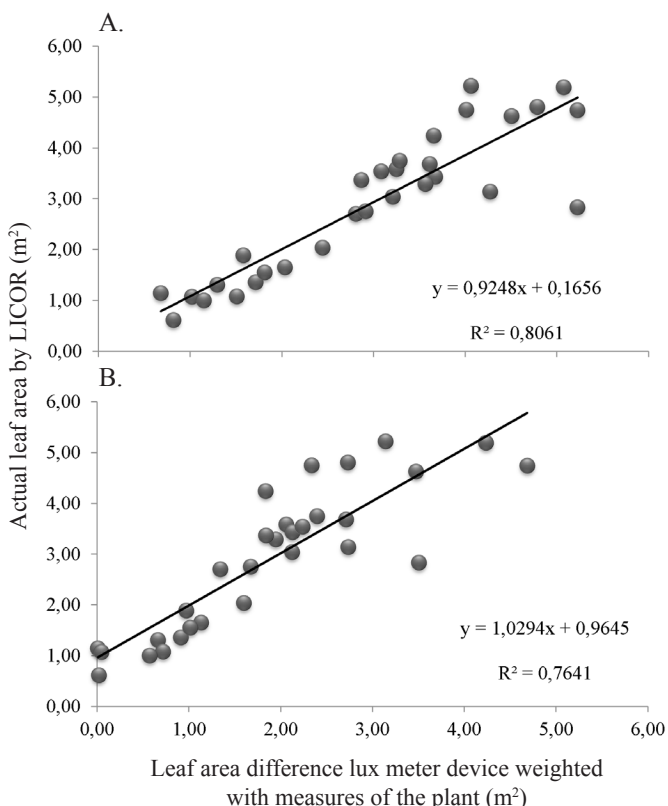 A.
6,00
5,00
4,00
3,00
2,00
1,00
0,00
y = 0,9248x + 0,1656
R² = 0,8061
Actual leaf area by LICOR (m²)
B.
6,00
5,00
4,00
3,00
2,00
1,00
0,00
y = 1,0294x + 0,9645
R² = 0,7641
0,00 1,00 2,00 3,00 4,00 5,00 6,00
Leaf area difference lux meter device weighted
with measures of the plant (m²)